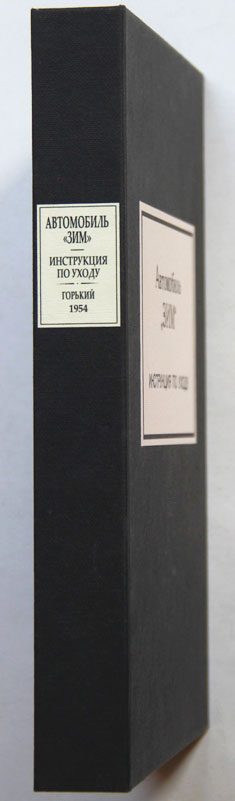 АВТОМОБИЛЬ
«ЗИМ»
ИНСТРУКЦИЯ
ПО УХОДУ
ГОРЬКИЙ
1954
Автомобиль
„ЗИМ“
ИНСТРУКЦИЯ ПО УХОДУ